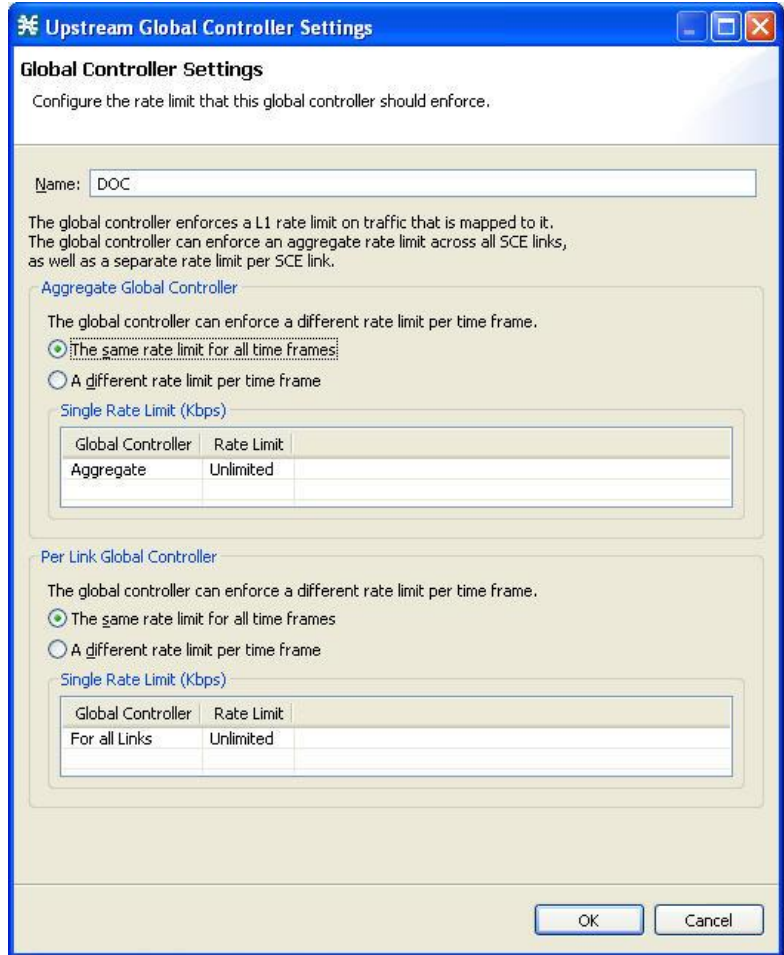 Upstream Global Controller Settings
Global Controller Settings
Configure the rate limit that this global controller should enforce.
Name: DOC
The global controller enforces a L1 rate limit on traffic that is mapped to it.
The global controller can enforce an aggregate rate limit across all SCE links,
as well as a separate rate limit per SCE link.
Aggregate Global Controller
The global controller can enforce a different rate limit per time frame.
The same rate limit for all time frames
A different rate limit per time frame
Single Rate Limit (Kbps)
Global Controller Rate Limit
Aggregate Unlimited
Per Link Global Controller
The global controller can enforce a different rate limit per time frame.
The same rate limit for all time frames
A different rate limit per time frame
Single Rate Limit (Kbps)
Global Controller Rate Limit
For all Links Unlimited
OK Cancel